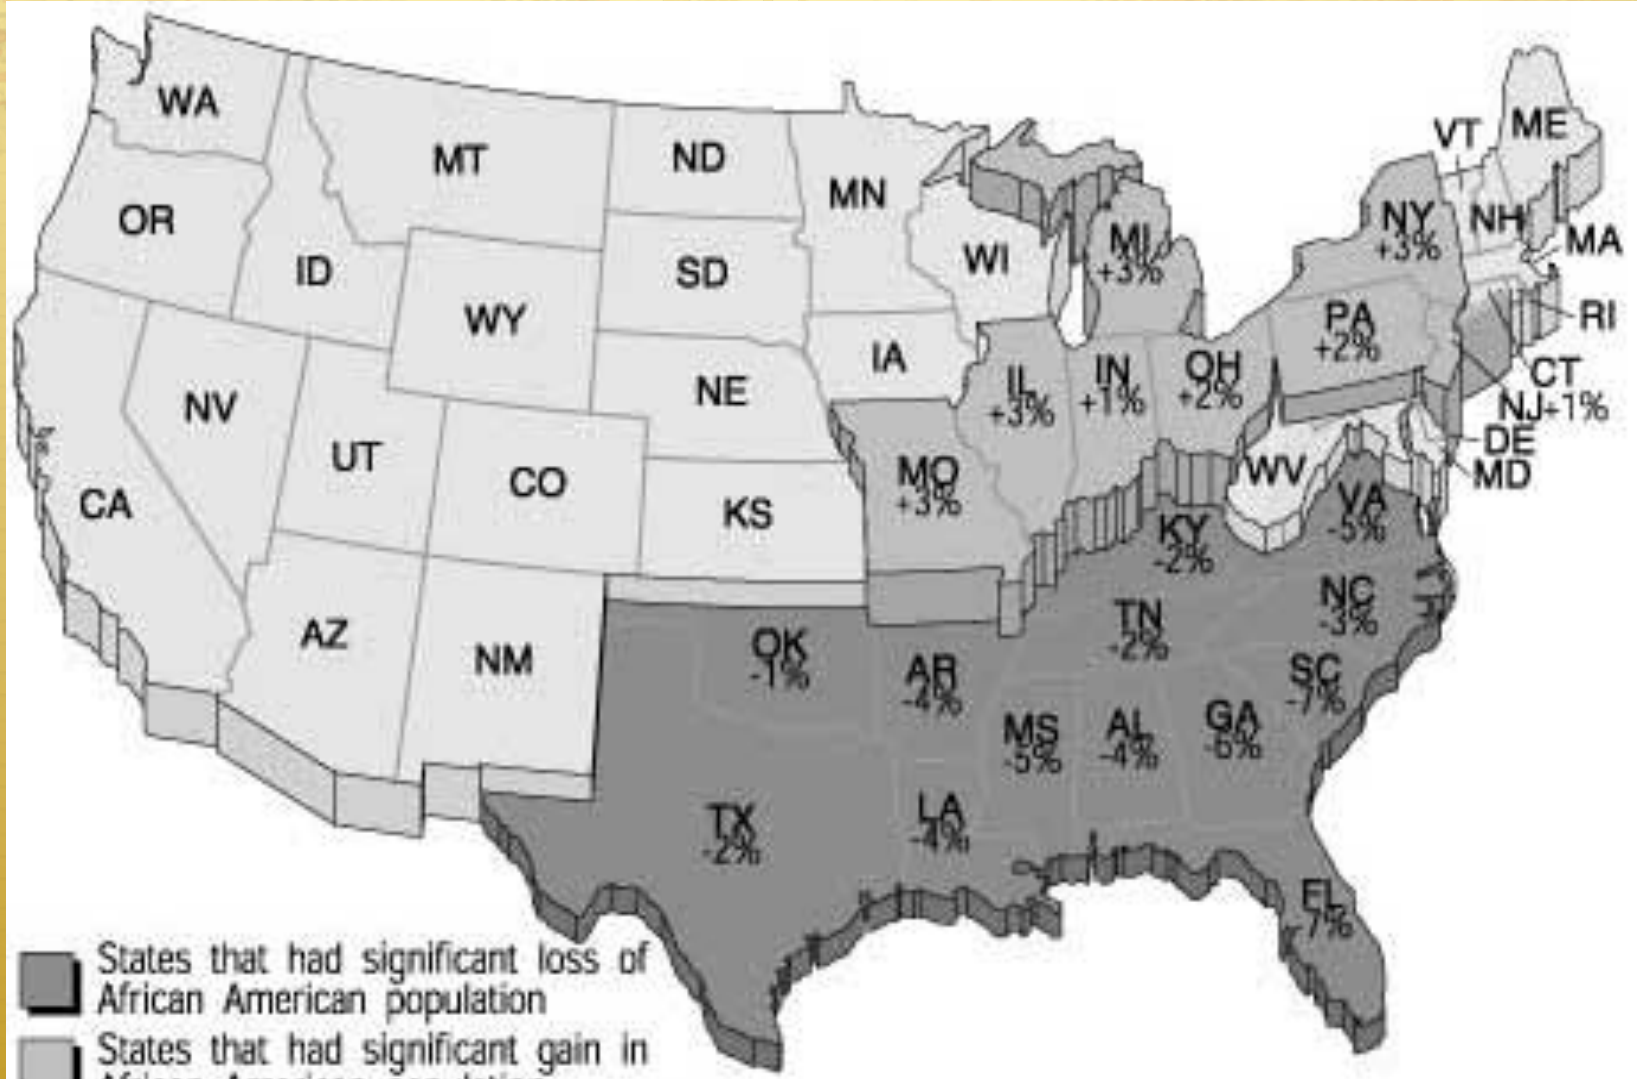 WA
MT
ND
MN
VT
ME
OR
ID
SD
WI
MI
+3%
NY
+3%
NH
MA
WY
IA
PA
+2%
RI
NV
NE
IL
+3%
IN
+1%
OH
+2%
CT
NJ+1%
DE
MD
UT
CO
CA
KS
MO
+3%
WV
VA
-5%
KY
-2%
AZ
NM
OK
-1%
AR
-4%
TN
-2%
NC
-3%
SC
-7%
MS
-5%
AL
-4%
GA
-6%
TX
-2%
LA
-4%
FL
7%
States that had significant loss of
African American population
States that had significant gain in
African American population